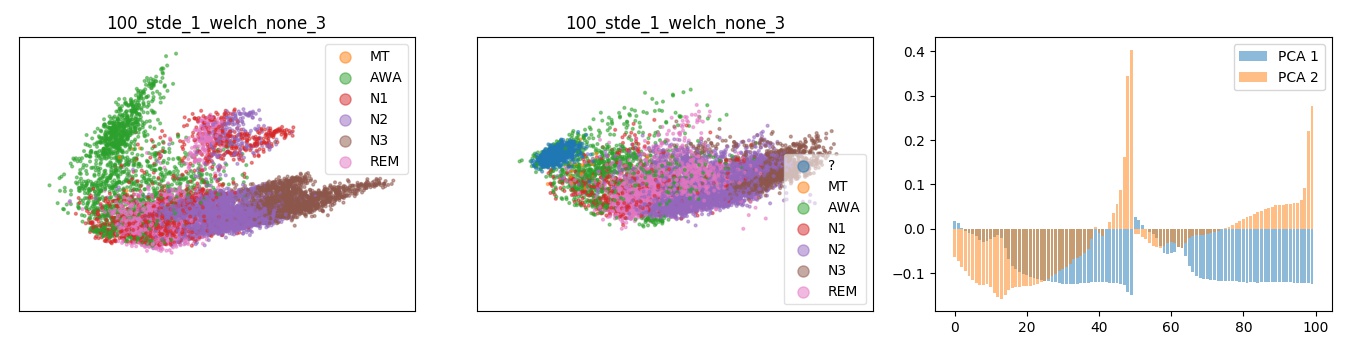 100_stde_1_welch_none_3
MT
AWA
N1
N2
N3
REM
100_stde_1_welch_none_3
?
MT
AWA
N1
N2
N3
REM
PCA 1
PCA 2
0.4
0.3
0.2
0.1
0.0
−0.1
0
20
40
60
80
100